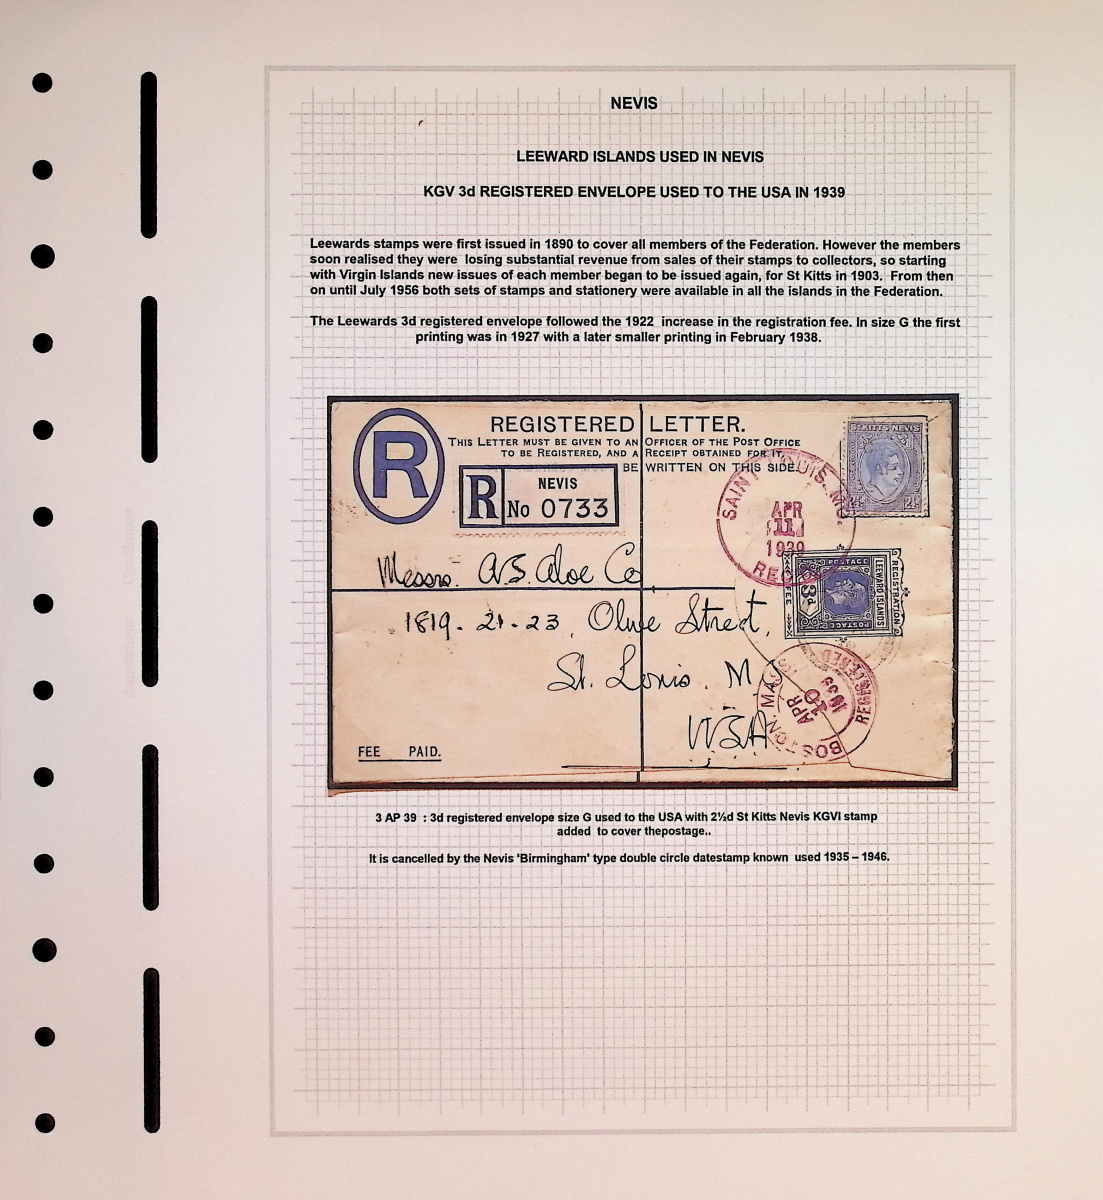 NEVIS
LEEWARD ISLANDS USED IN NEVIS
KGV 3d REGISTERED ENVELOPE USED TO THE USA IN 1939
Leewards stamps were first issued in 1890 to cover all members of the Federation. However the members
soon realised they were losing substantial revenue from sales of their stamps to collectors, so starting
with Virgin Islands new issues of each member began to be issued again, for St Kitts in 1903. From then
on until July 1956 both sets of stamps and stationery were available in all the islands in the Federation.
The Leewards 3d registered envelope followed the 1922 increase in the registration fee. In size G the first
printing was in 1927 with a later smaller printing in February 1938.
R
REGISTERED LETTER.
THIS LETTER MUST BE GIVEN TO AN OFFICER OF THE POST OFFICE
TO BE REGISTERED, AND A RECEIPT OBTAINED FOR IT.
BE WRITTEN ON THIS SIDE.
R NEVIS
No 0733
ST KITTS NEVIS
SAINT LOUIS, MO.
APR
11
1939
REG
REGISTRATION
LEEWARD ISLANDS
POSTAGE
POSTAGE
3d
FEE
Messrs. A.S. Aloe Co
1819-21-23, Olive Street,
St. Louis. Mo
USA
BOSTON, MASS.
APR
10
1939
REGISTERED
FEE PAID.
3 AP 39 : 3d registered envelope size G used to the USA with 2½d St Kitts Nevis KGVI stamp
added to cover thepostage..
It is cancelled by the Nevis 'Birmingham' type double circle datestamp known used 1935 – 1946.